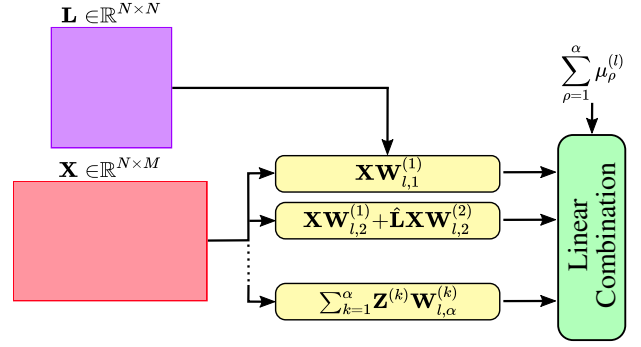 𝐋 ∈ℝ^{N×N}
∑_{ρ=1}^{α} μ_ρ^{(l)}
𝐗 ∈ℝ^{N×M}
𝐗𝐖_{l,1}^{(1)}
𝐗𝐖_{l,2}^{(1)}+𝐋̂𝐗𝐖_{l,2}^{(2)}
∑_{k=1}^{α} 𝐙^{(k)}𝐖_{l,α}^{(k)}
Linear
Combination